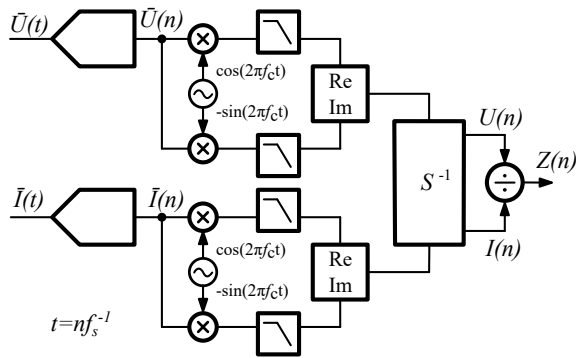 Ū(t)
Ū(n)
cos(2πf_ct)
-sin(2πf_ct)
Re
Im
U(n)
Z(n)
S⁻¹
÷
Ī(t)
Ī(n)
I(n)
cos(2πf_ct)
-sin(2πf_ct)
Re
Im
t=nf_s⁻¹